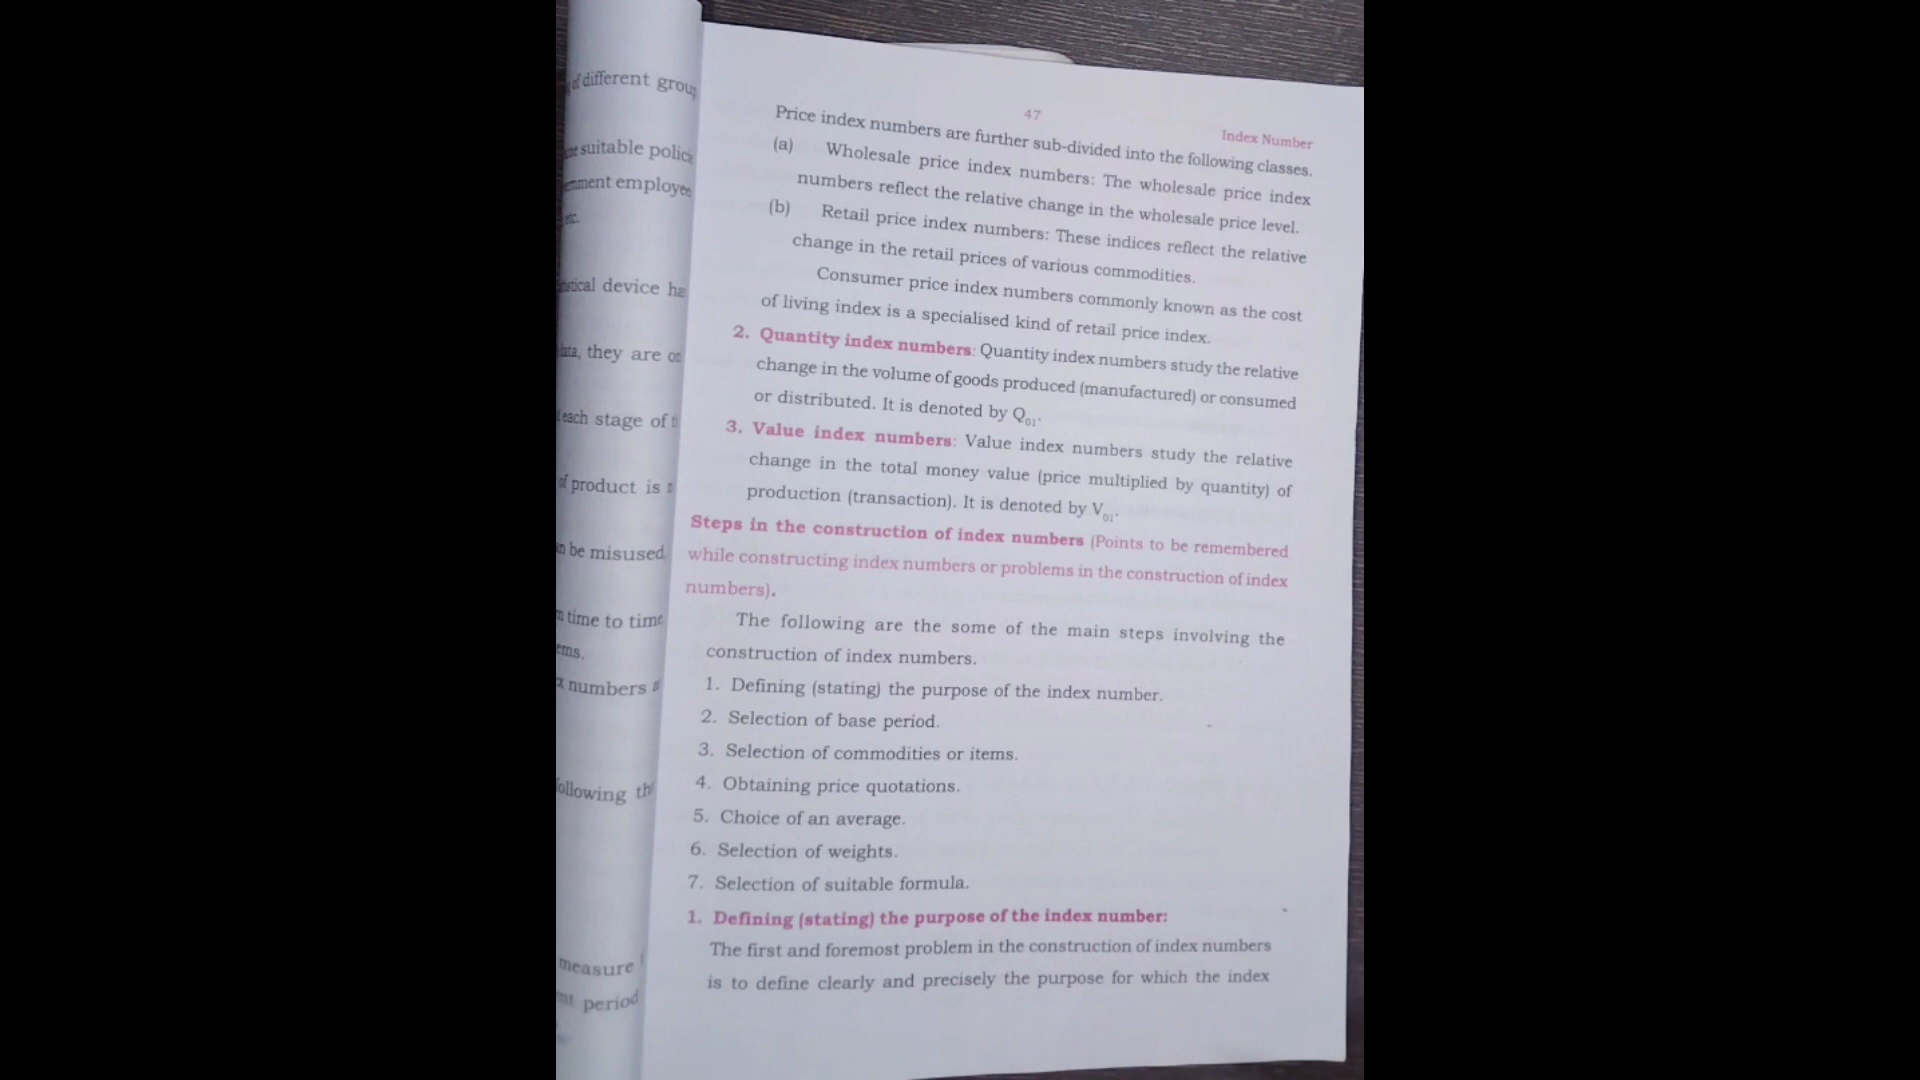 of different group
suitable polici
ernment employee
etc.
device ha
data, they are on
each stage of t
of product is
be misused.
time to time
ems.
numbers a
ollowing th
measure
period
47
Index Number
Price index numbers are further sub-divided into the following classes.
(a) Wholesale price index numbers: The wholesale price index
numbers reflect the relative change in the wholesale price level.
(b) Retail price index numbers: These indices reflect the relative
change in the retail prices of various commodities.
Consumer price index numbers commonly known as the cost
of living index is a specialised kind of retail price index.
2. Quantity index numbers: Quantity index numbers study the relative
change in the volume of goods produced (manufactured) or consumed
or distributed. It is denoted by Q₀₁.
3. Value index numbers: Value index numbers study the relative
change in the total money value (price multiplied by quantity) of
production (transaction). It is denoted by V₀₁.
Steps in the construction of index numbers (Points to be remembered
while constructing index numbers or problems in the construction of index
numbers).
The following are the some of the main steps involving the
construction of index numbers.
1. Defining (stating) the purpose of the index number.
2. Selection of base period.
3. Selection of commodities or items.
4. Obtaining price quotations.
5. Choice of an average.
6. Selection of weights.
7. Selection of suitable formula.
1. Defining (stating) the purpose of the index number:
The first and foremost problem in the construction of index numbers
is to define clearly and precisely the purpose for which the index